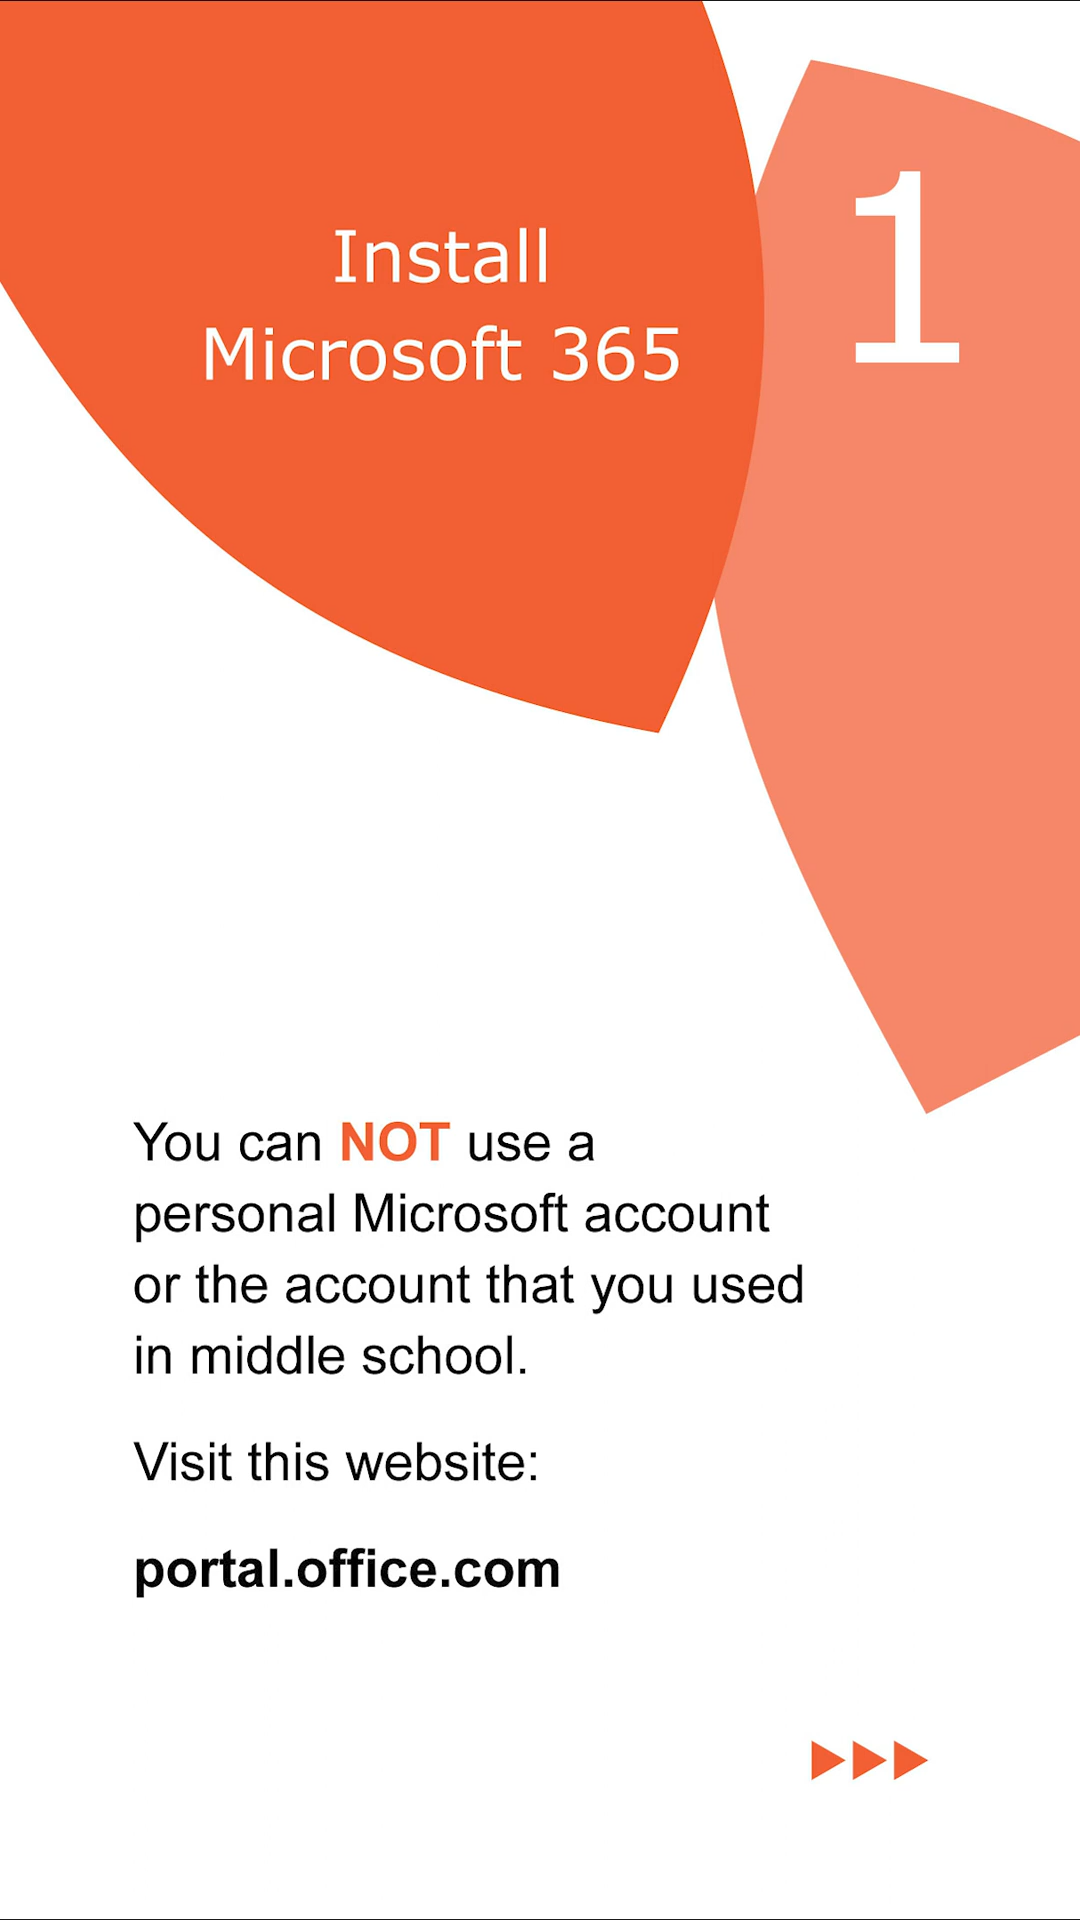 Install
Microsoft 365
1
You can NOT use a
personal Microsoft account
or the account that you used
in middle school.
Visit this website:
portal.office.com